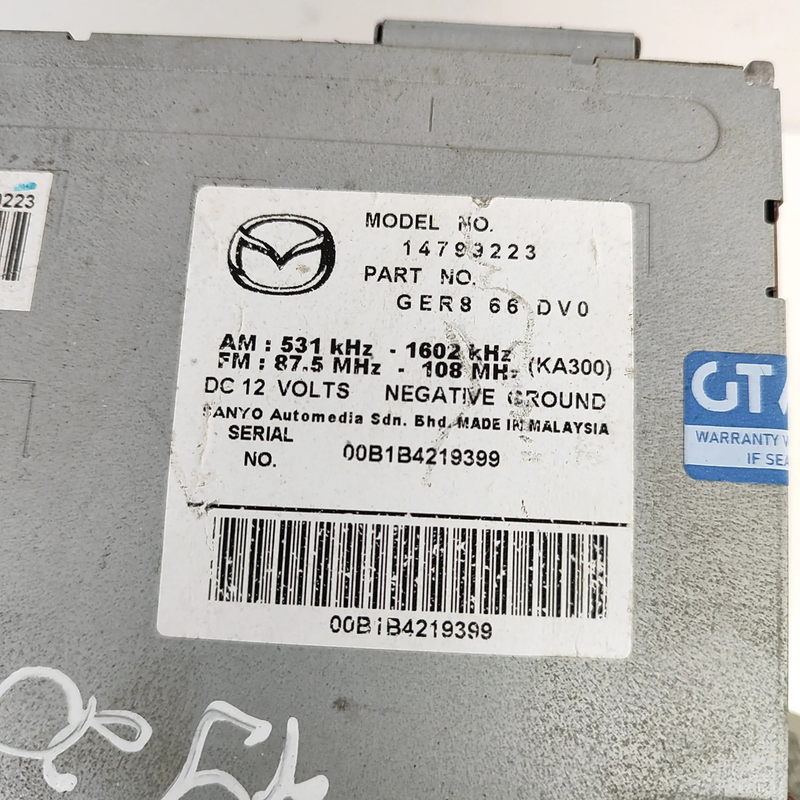 0223
MODEL NO.
14793223
PART NO.
GER8 66 DV0
AM : 531 kHz - 1602 kHz
FM : 87.5 MHz - 108 MHz (KA300)
DC 12 VOLTS NEGATIVE GROUND
SANYO Automedia Sdn. Bhd. MADE IN MALAYSIA
SERIAL
NO. 00B1B4219399
00B1B4219399
GT
WARRANTY
IF SEA